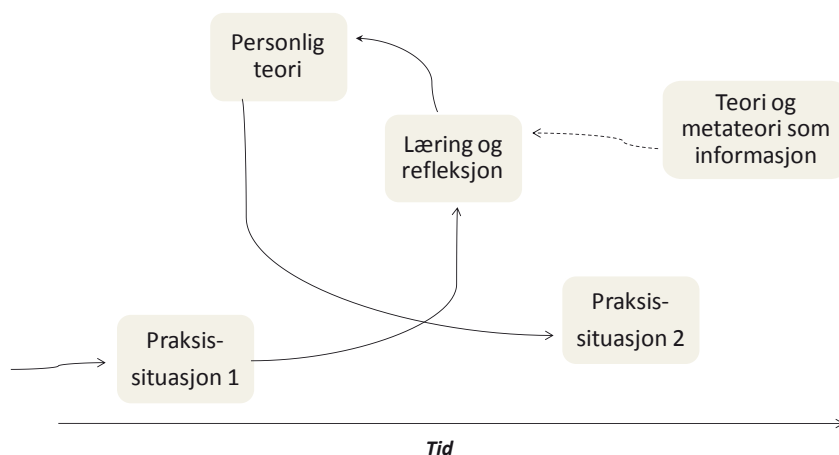 Personlig
teori
Læring og
refleksjon
Teori og
metateori som
informasjon
Praksis-
situasjon 1
Praksis-
situasjon 2
Tid